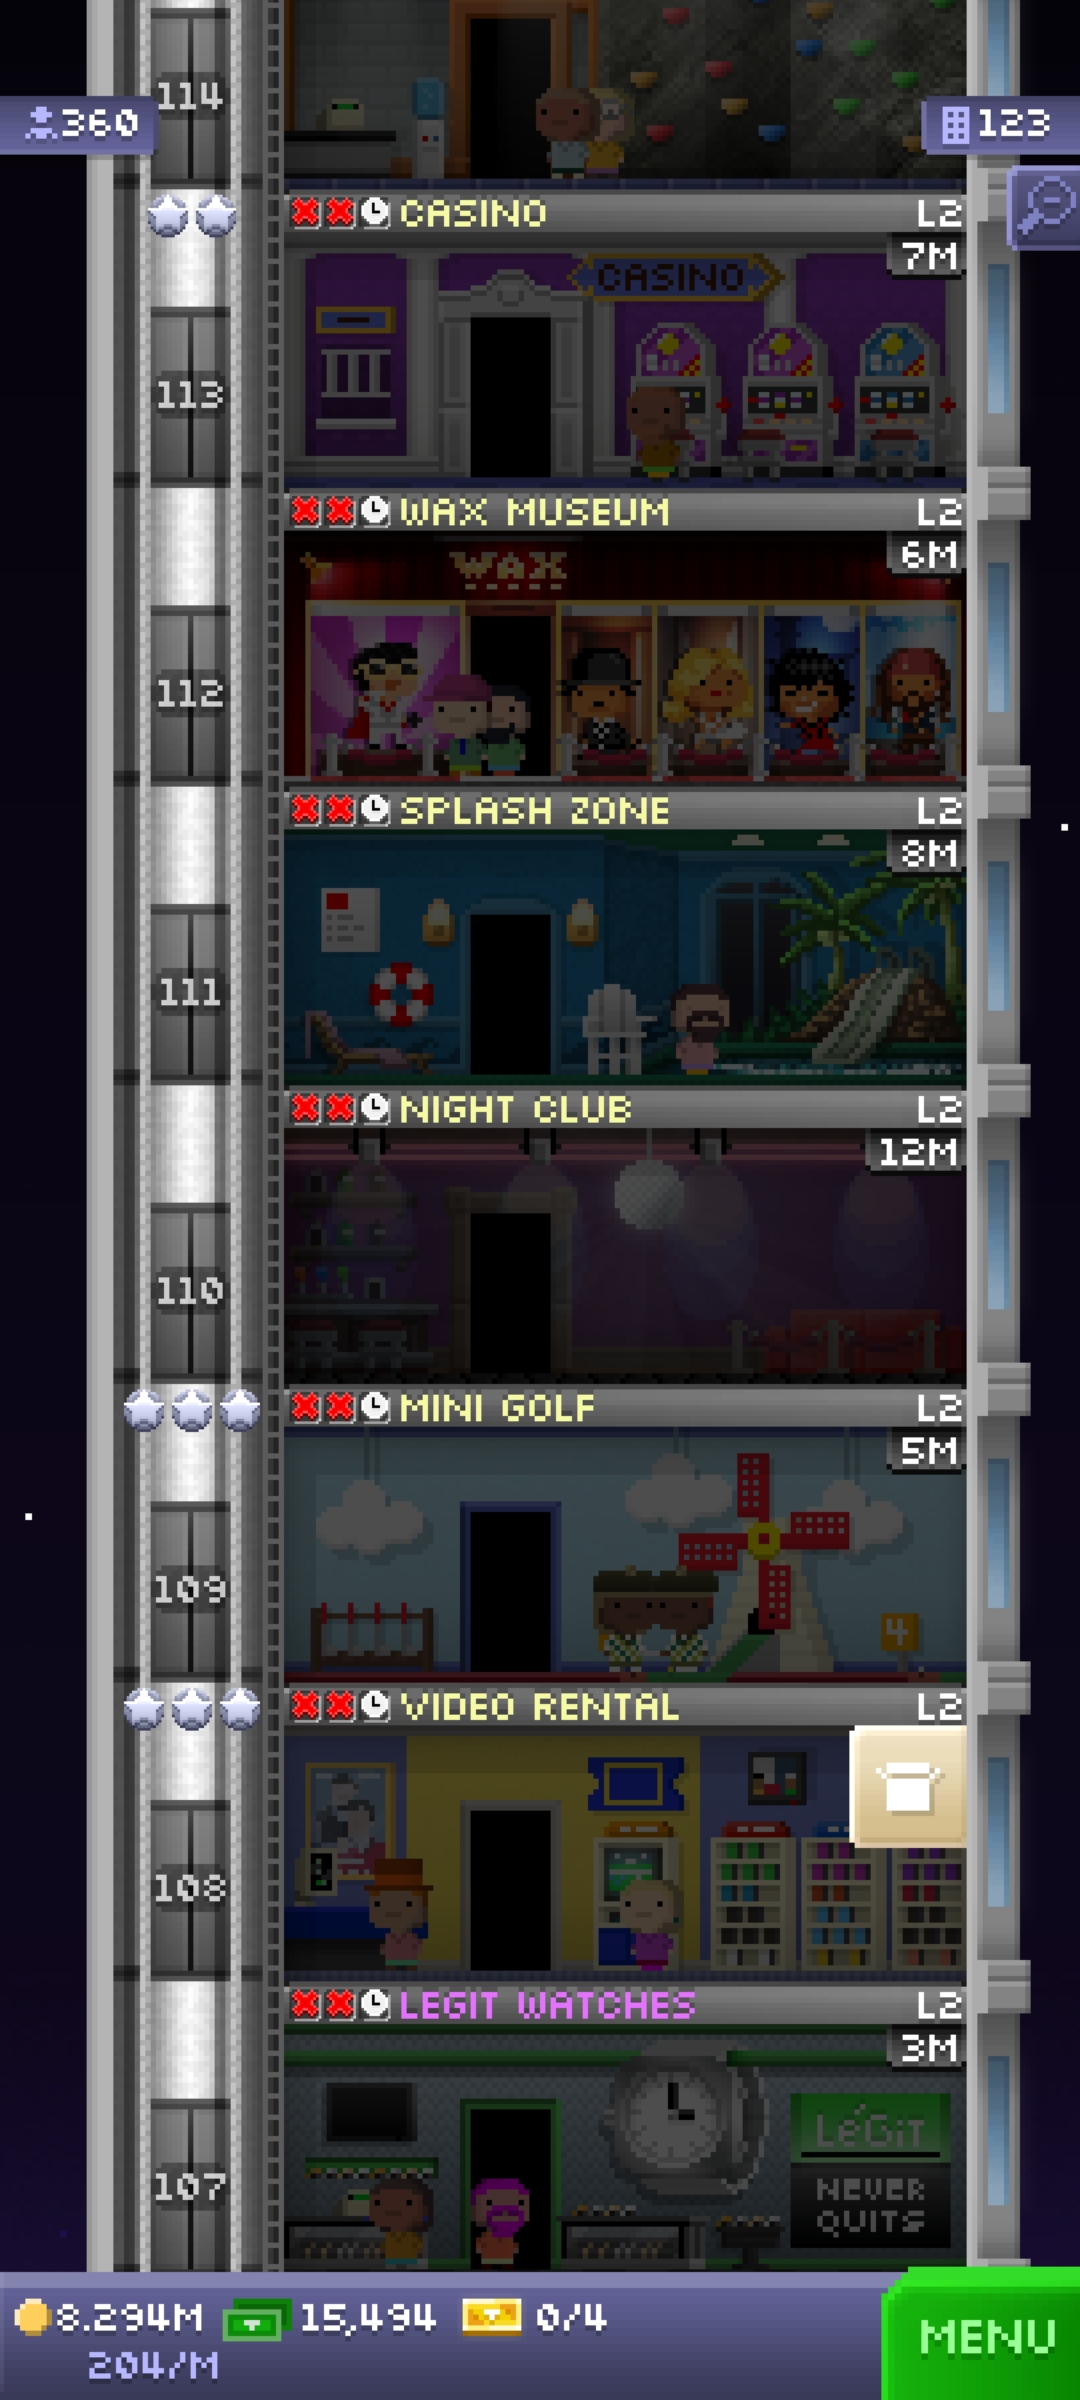 114
360
123
CASINO L2
7M
CASINO
113
WAX MUSEUM L2
6M
WAX
112
SPLASH ZONE L2
8M
111
NIGHT CLUB L2
12M
110
MINI GOLF L2
5M
109
4
VIDEO RENTAL L2
108
LEGIT WATCHES L2
3M
LéGiT
NEVER
QUITS
107
8.294M 15,494 0/4
204/M
MENU